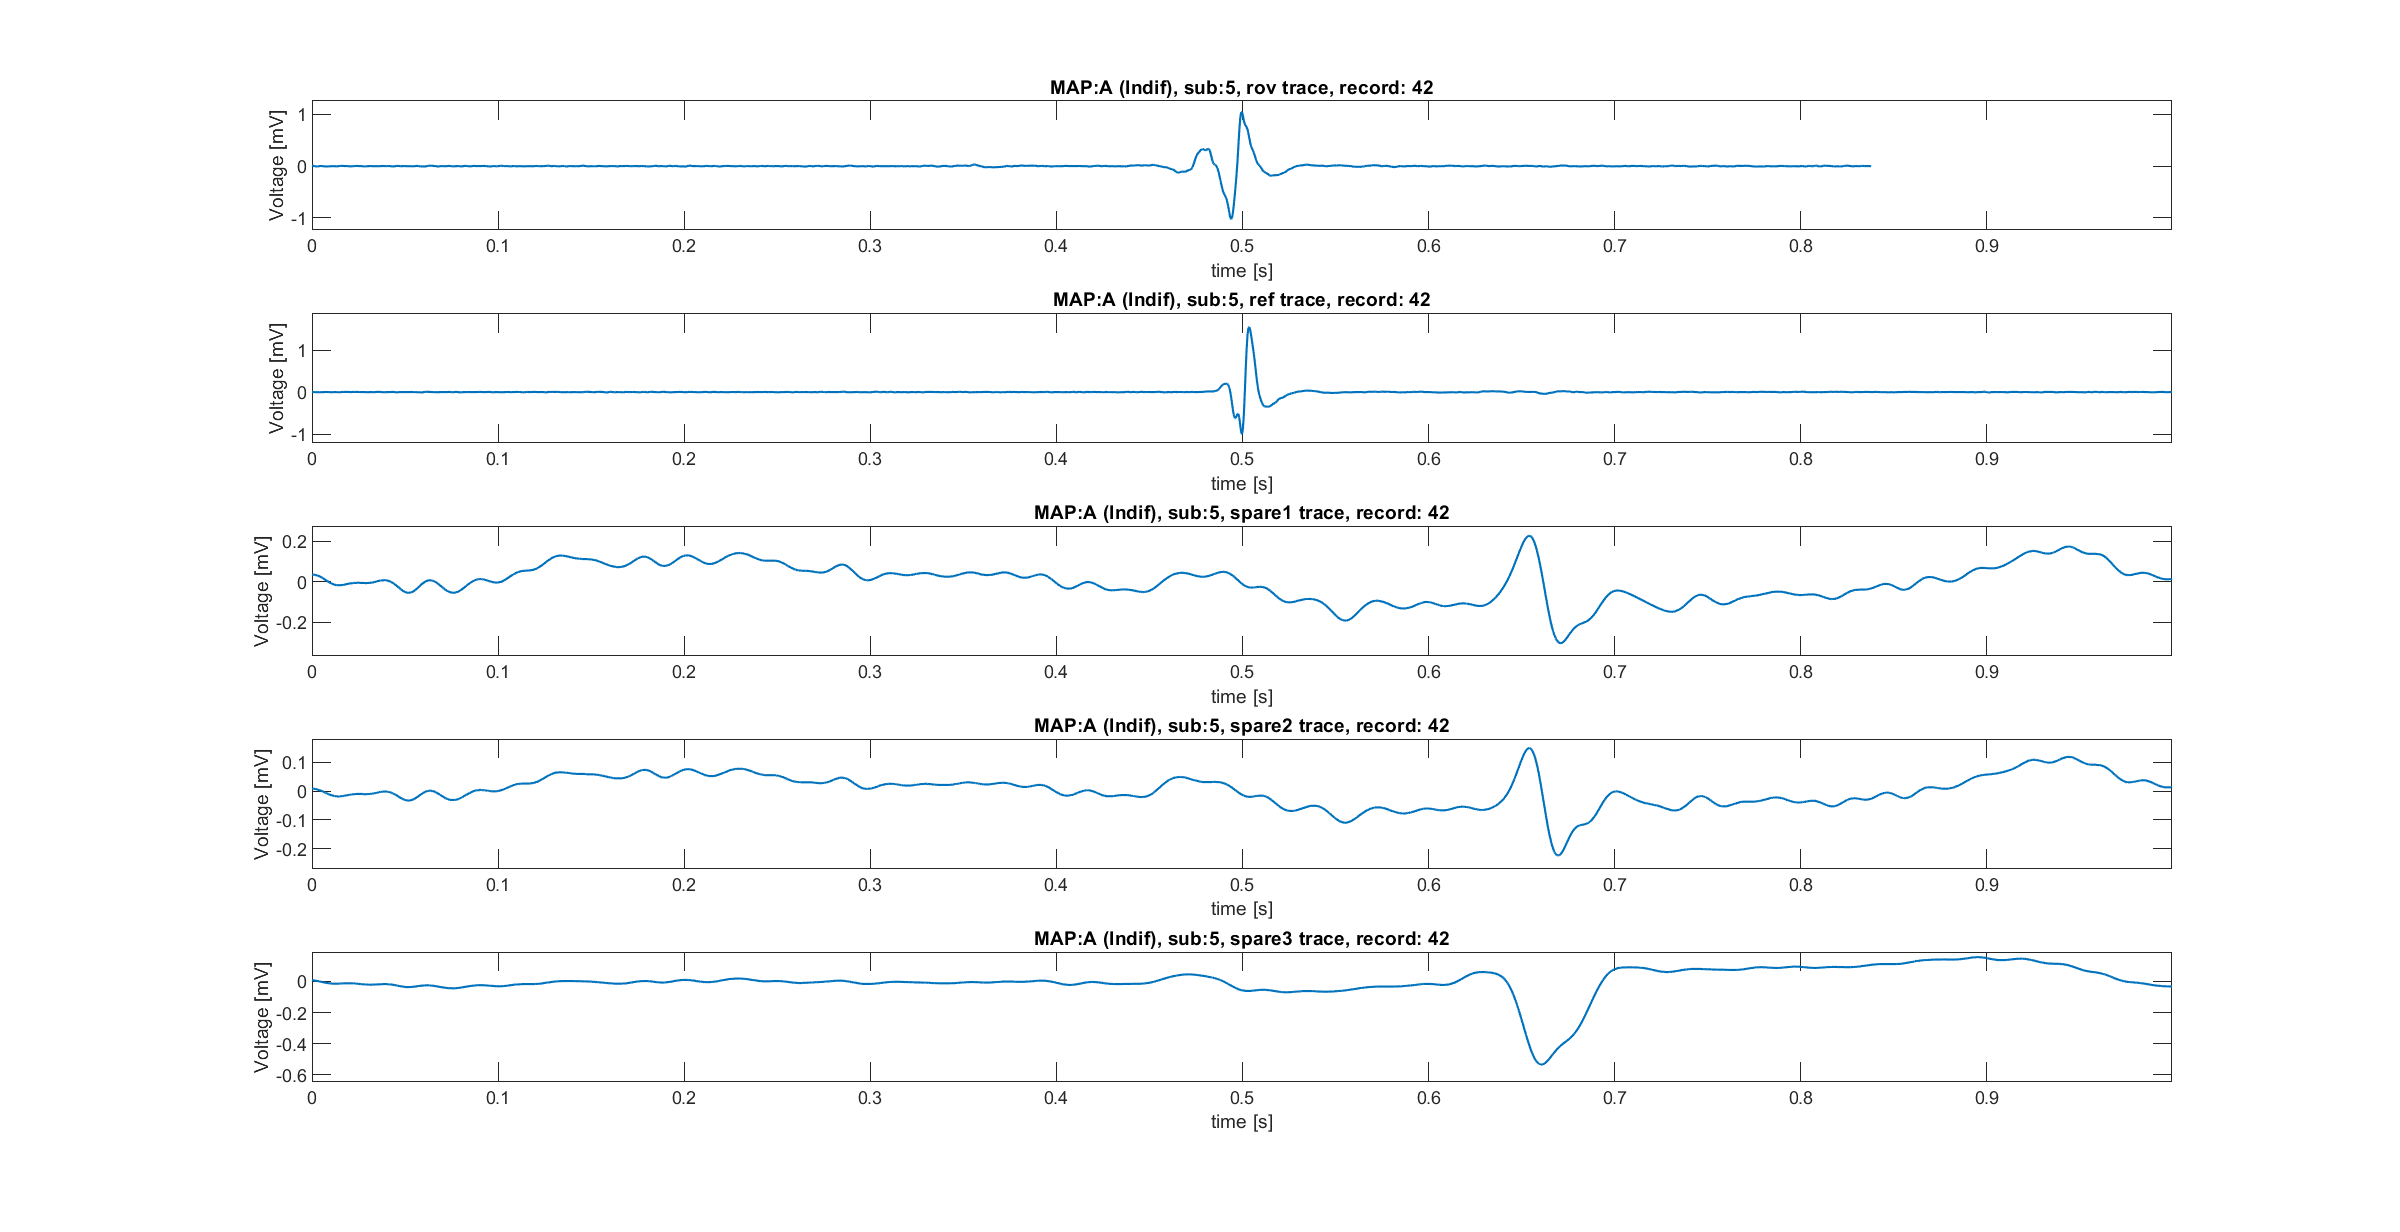 MAP:A (Indif), sub:5, rov trace, record: 42
Voltage [mV]
1
0
-1
0 0.1 0.2 0.3 0.4 0.5 0.6 0.7 0.8 0.9
time [s]
MAP:A (Indif), sub:5, ref trace, record: 42
Voltage [mV]
1
0
-1
0 0.1 0.2 0.3 0.4 0.5 0.6 0.7 0.8 0.9
time [s]
MAP:A (Indif), sub:5, spare1 trace, record: 42
Voltage [mV]
0.2
0
-0.2
0 0.1 0.2 0.3 0.4 0.5 0.6 0.7 0.8 0.9
time [s]
MAP:A (Indif), sub:5, spare2 trace, record: 42
Voltage [mV]
0.1
0
-0.1
-0.2
0 0.1 0.2 0.3 0.4 0.5 0.6 0.7 0.8 0.9
time [s]
MAP:A (Indif), sub:5, spare3 trace, record: 42
Voltage [mV]
0
-0.2
-0.4
-0.6
0 0.1 0.2 0.3 0.4 0.5 0.6 0.7 0.8 0.9
time [s]